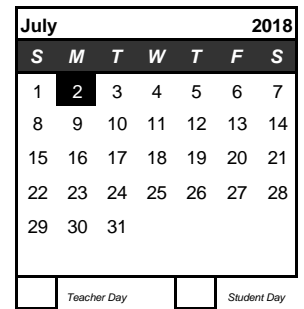 July 2018
S M T W T F S
1 2 3 4 5 6 7
8 9 10 11 12 13 14
15 16 17 18 19 20 21
22 23 24 25 26 27 28
29 30 31
Teacher Day Student Day